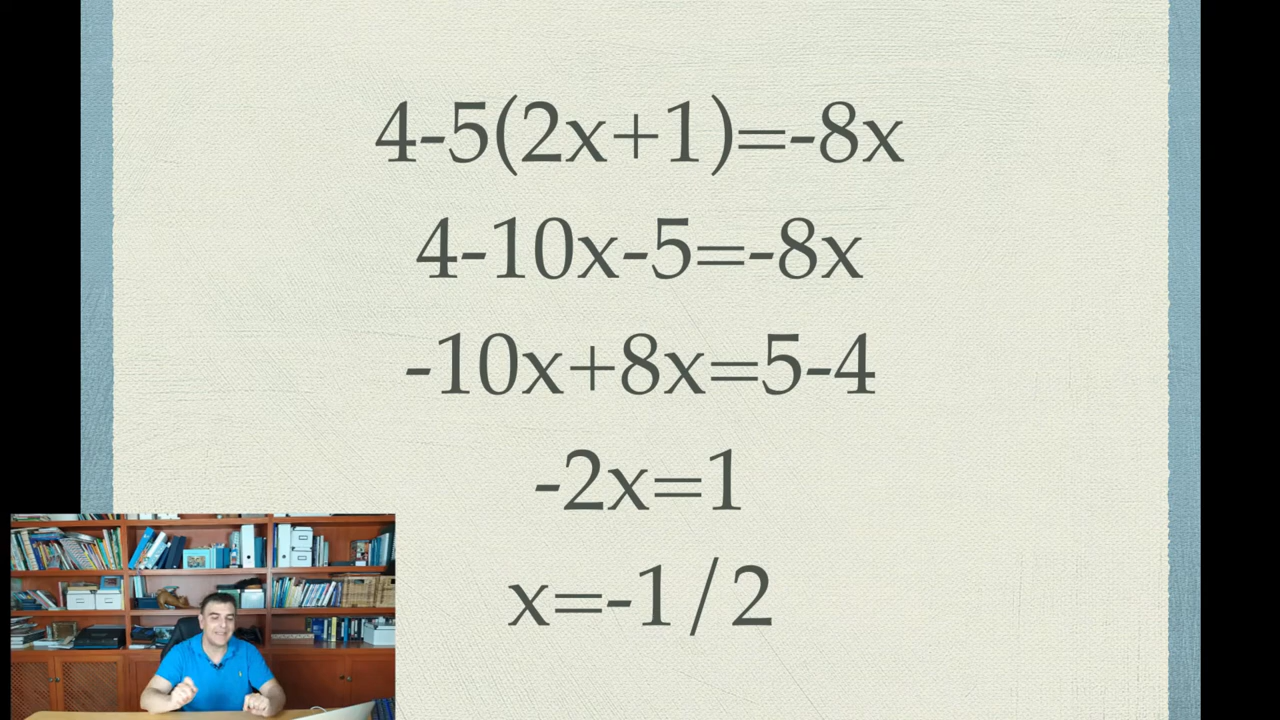 4-5(2x+1)=-8x
4-10x-5=-8x
-10x+8x=5-4
-2x=1
x=-1/2